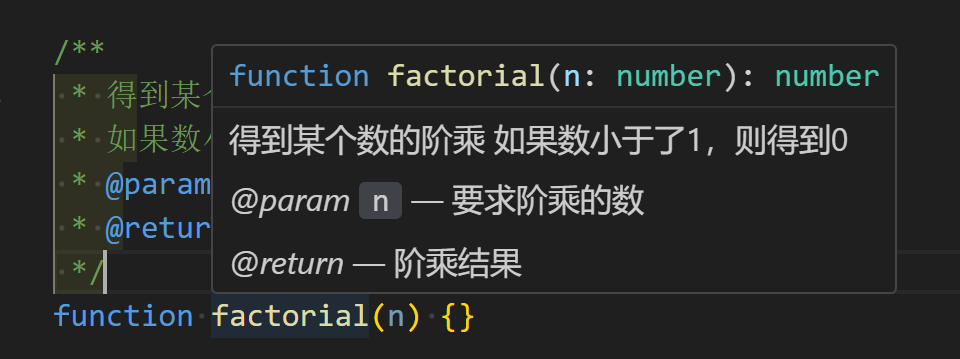 /**
* 得到某个
function factorial(n: number): number
* 如果数
得到某个数的阶乘 如果数小于了1，则得到0
* @param
@param n — 要求阶乘的数
* @retur
@return — 阶乘结果
*/
function factorial(n) {}